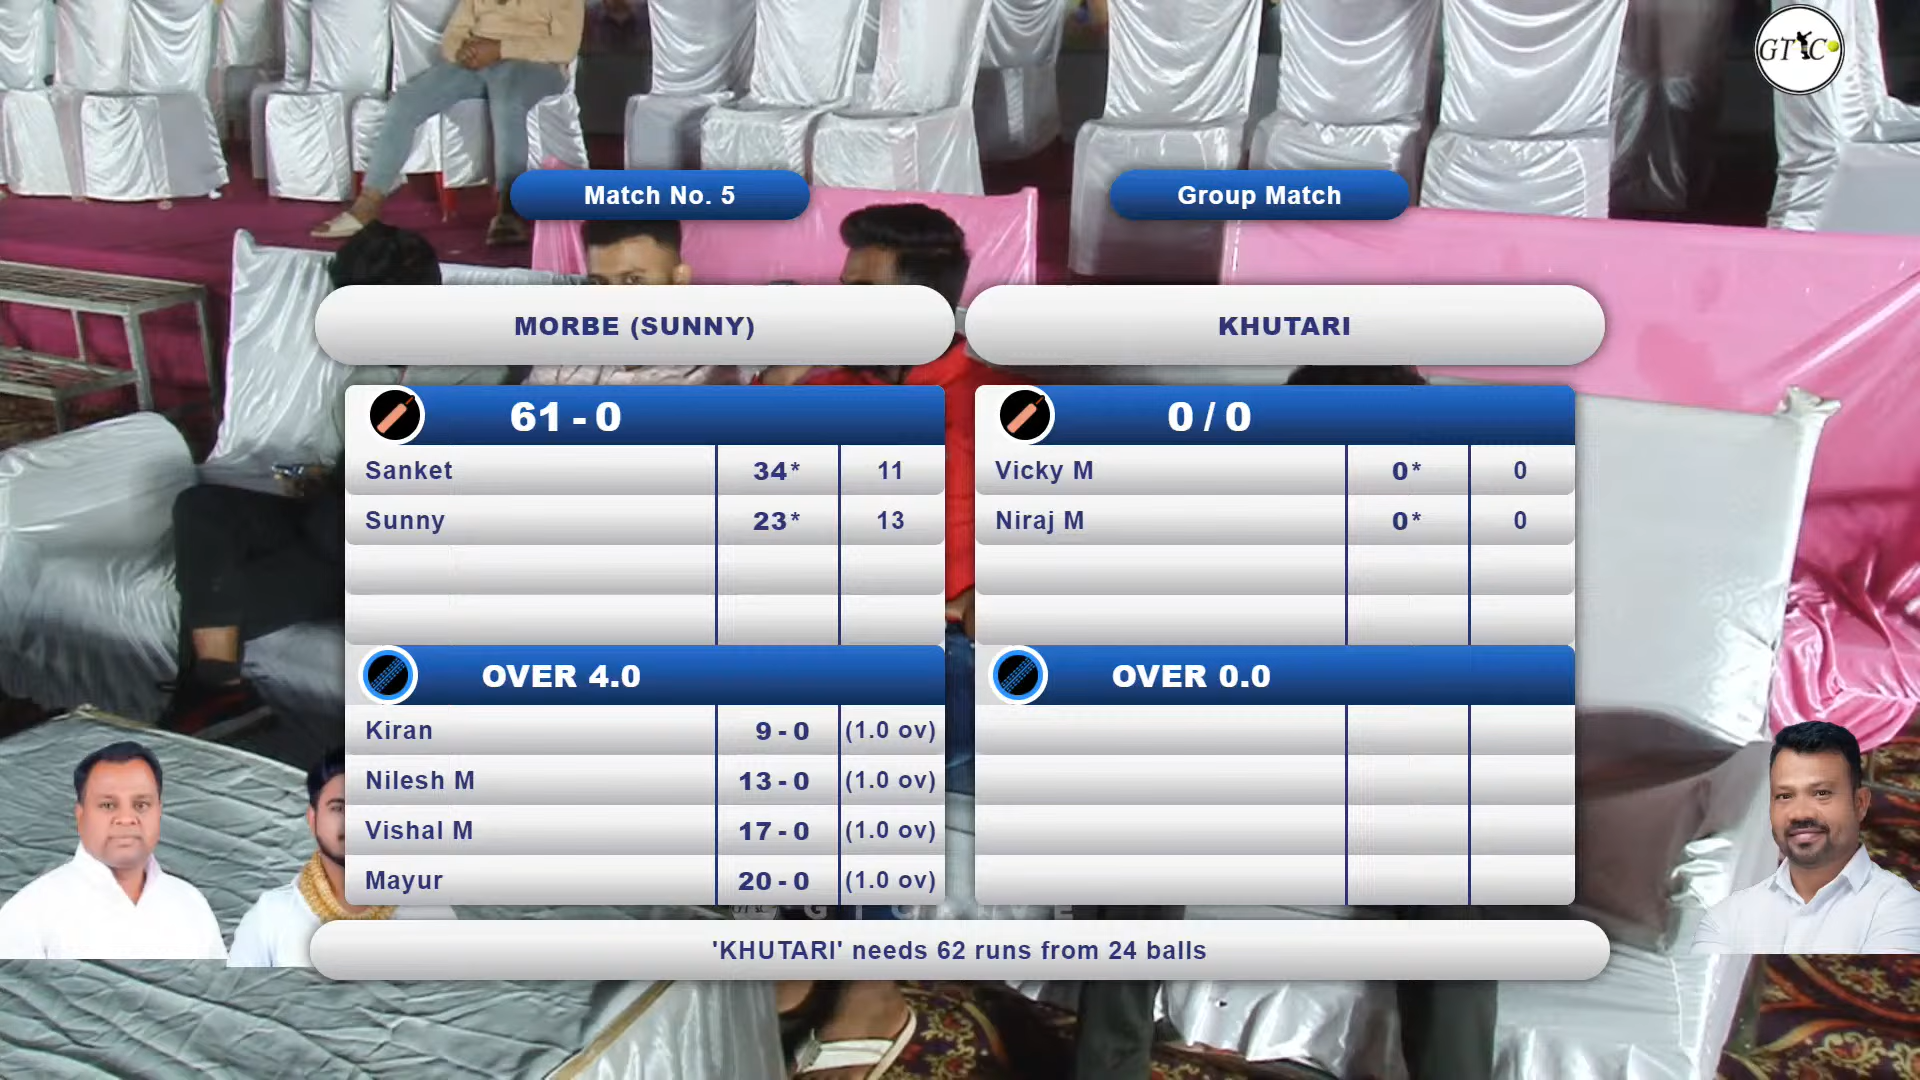 GTC
Match No. 5
Group Match
MORBE (SUNNY)
KHUTARI
61 - 0
Sanket 34* 11
Sunny 23* 13
OVER 4.0
Kiran 9 - 0 (1.0 ov)
Nilesh M 13 - 0 (1.0 ov)
Vishal M 17 - 0 (1.0 ov)
Mayur 20 - 0 (1.0 ov)
0 / 0
Vicky M 0* 0
Niraj M 0* 0
OVER 0.0
'KHUTARI' needs 62 runs from 24 balls